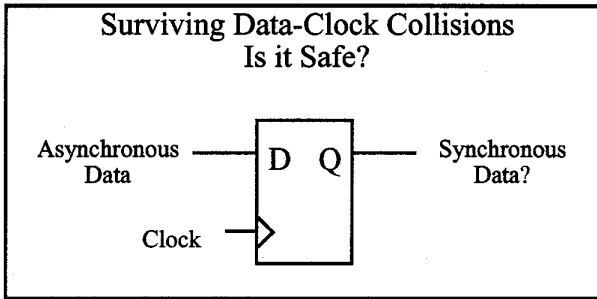 Surviving Data-Clock Collisions
Is it Safe?
Asynchronous
Data
D Q
Synchronous
Data?
Clock